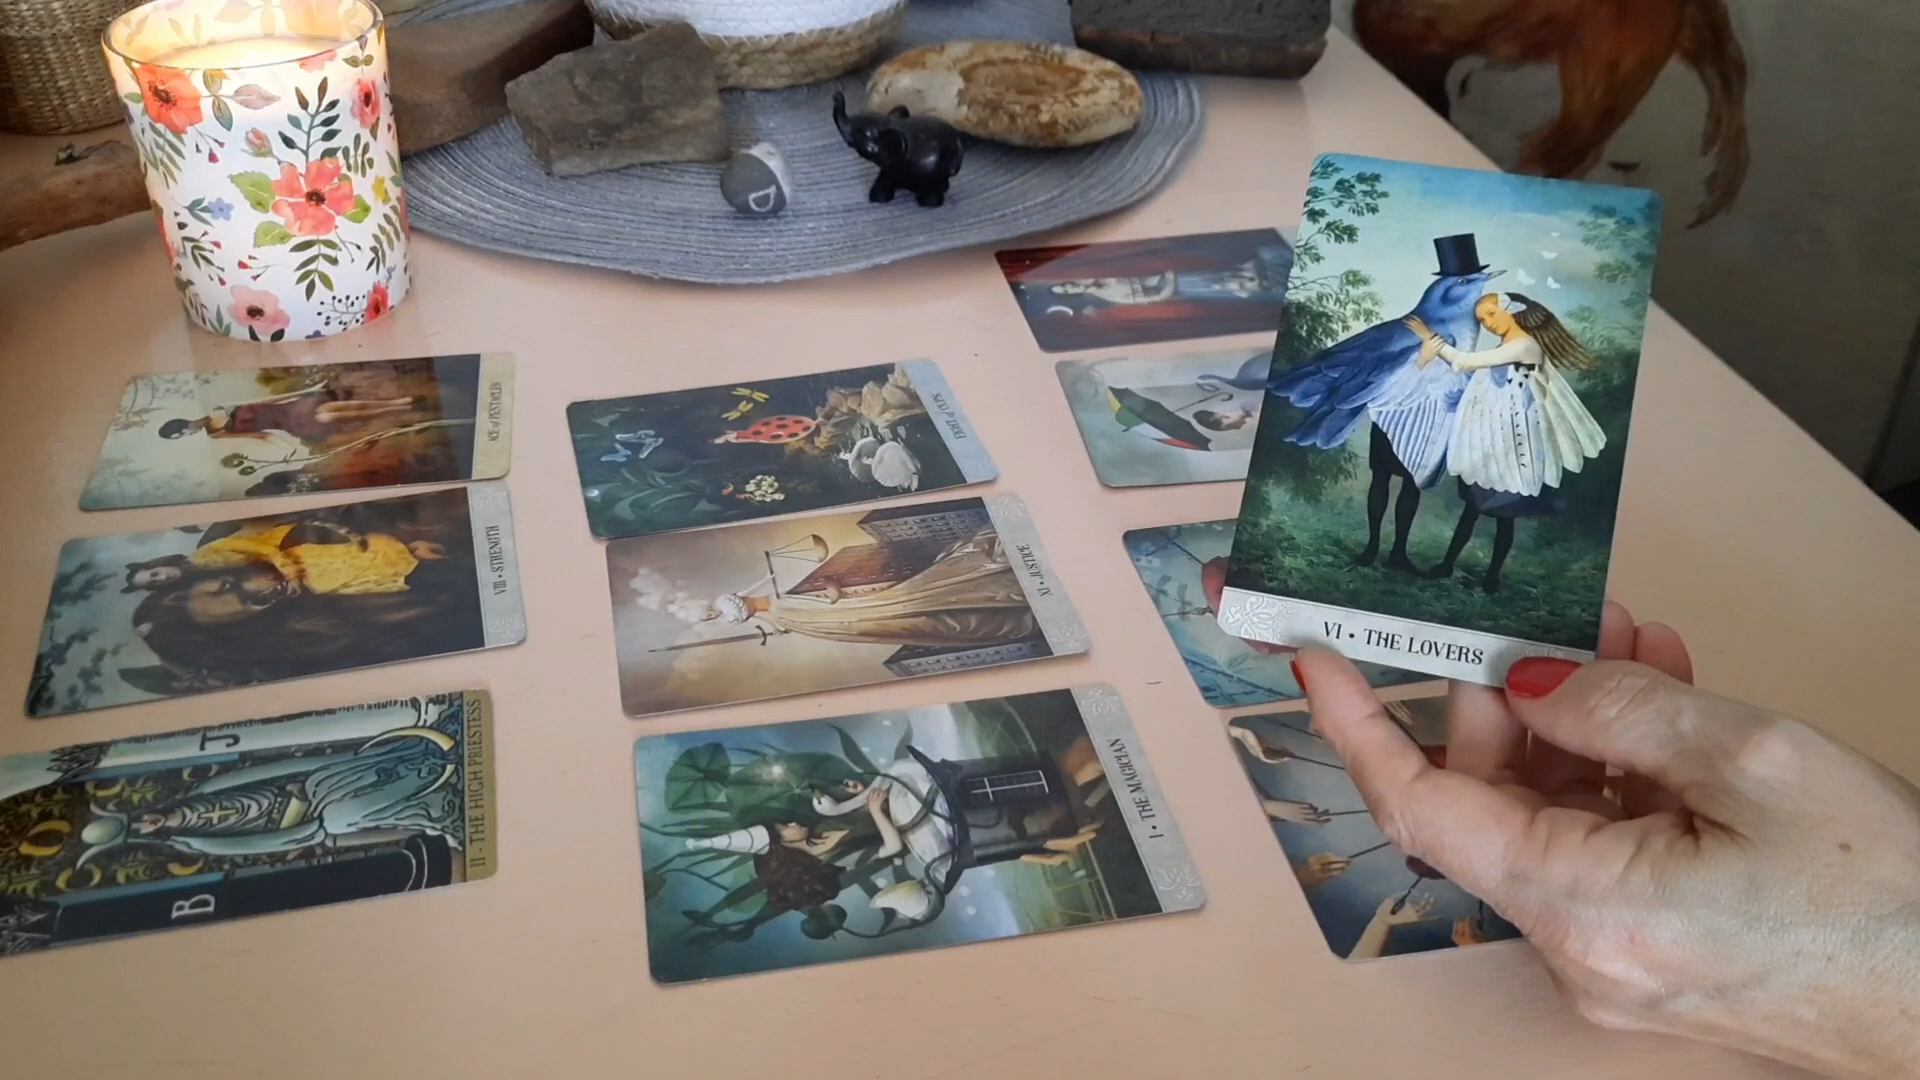 D
ACE of PENTACLES
EIGHT of CUPS
VI • THE LOVERS
VIII • STRENGTH
XI • JUSTICE
II - THE HIGH PRIESTESS
J
B
I • THE MAGICIAN